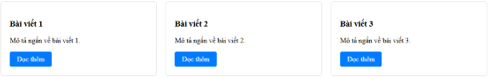 Bài viết 1
Mô tả ngắn về bài viết 1.
Đọc thêm
Bài viết 2
Mô tả ngắn về bài viết 2.
Đọc thêm
Bài viết 3
Mô tả ngắn về bài viết 3.
Đọc thêm